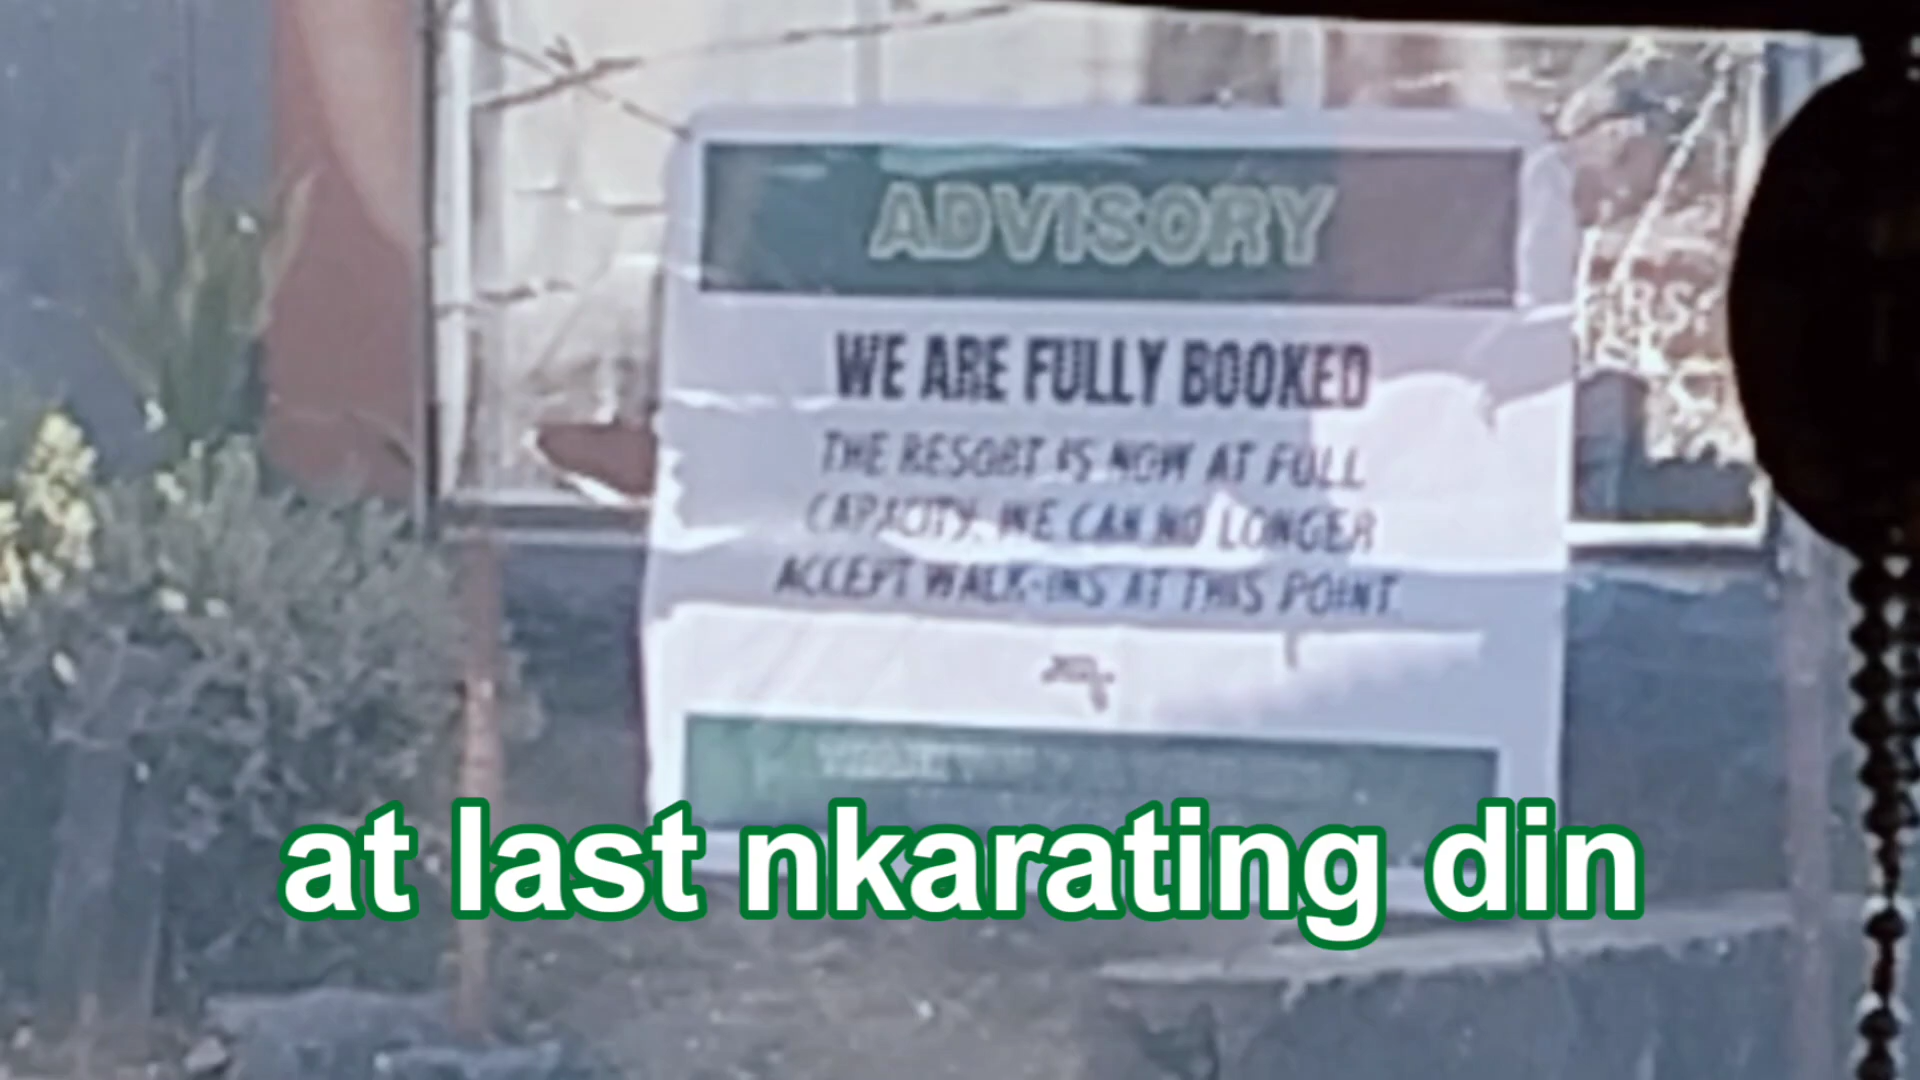 ADVISORY
WE ARE FULLY BOOKED
THE RESORT IS NOW AT FULL
CAPACITY. WE CAN NO LONGER
ACCEPT WALK-INS AT THIS POINT.
at last nkarating din